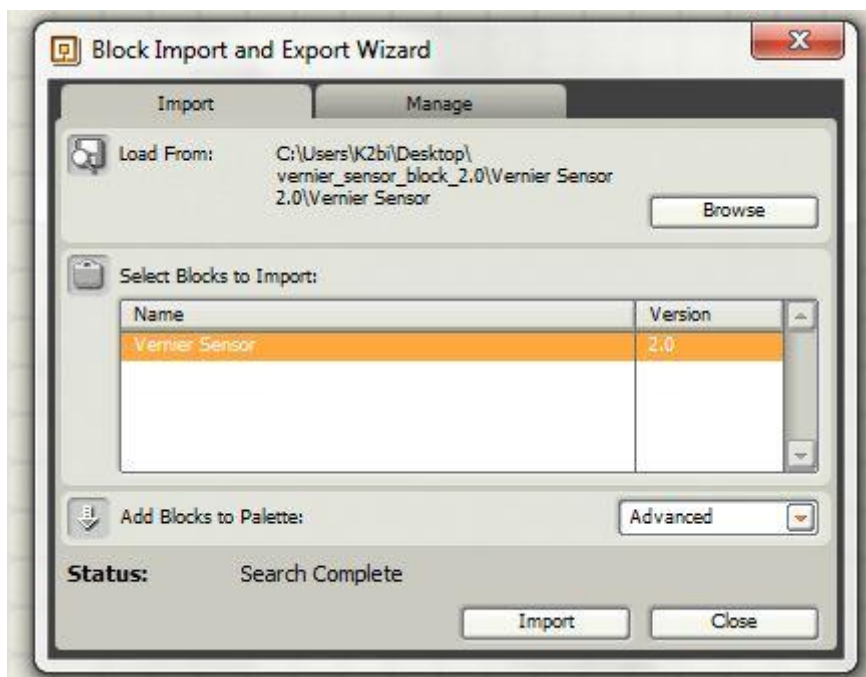 Block Import and Export Wizard
Import
Manage
Load From:
C:\Users\K2bi\Desktop\
vernier_sensor_block_2.0\Vernier Sensor
2.0\Vernier Sensor
Browse
Select Blocks to Import:
Name Version
Vernier Sensor 2.0
Add Blocks to Palette: Advanced
Status: Search Complete
Import Close